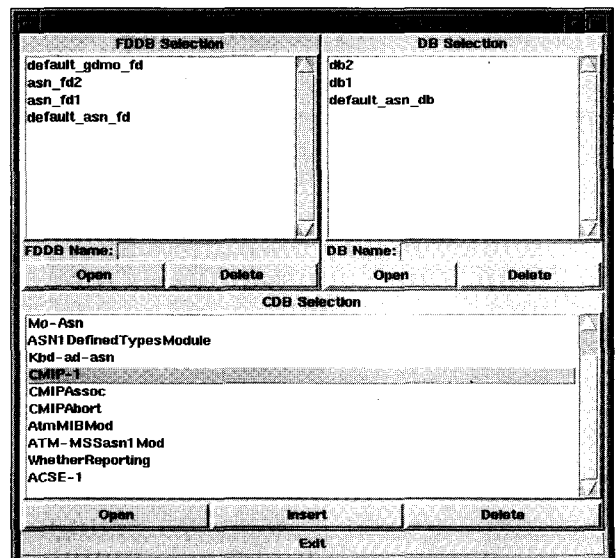 FDDB Selection
default_gdmo_fd
asn_fd2
asn_fd1
default_asn_fd
FDDB Name:
Open Delete
DB Selection
db2
db1
default_asn_db
DB Name:
Open Delete
CDB Selection
Mo-Asn
ASN1DefinedTypesModule
Kbd-ad-asn
CMIP-1
CMIPAssoc
CMIPAbort
AtmMIBMod
ATM-MSSasn1Mod
WhetherReporting
ACSE-1
Open Insert Delete
Exit